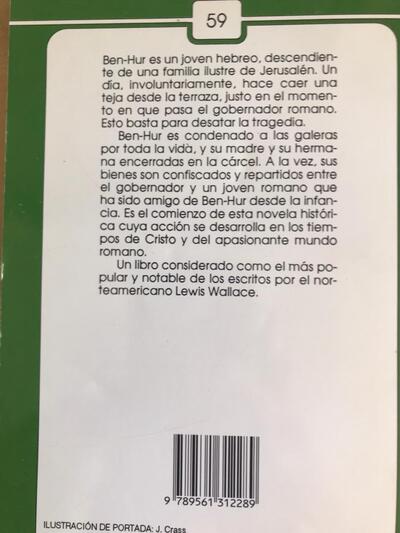 59
Ben-Hur es un joven hebreo, descendien-
te de una familia ilustre de Jerusalén. Un
día, involuntariamente, hace caer una
teja desde la terraza, justo en el momen-
to en que pasa el gobernador romano.
Esto basta para desatar la tragedia.
Ben-Hur es condenado a las galeras
por toda la vida, y su madre y su herma-
na encerradas en la cárcel. A la vez, sus
bienes son confiscados y repartidos entre
el gobernador y un joven romano que
ha sido amigo de Ben-Hur desde la infan-
cia. Es el comienzo de esta novela históri-
ca cuya acción se desarrolla en los tiem-
pos de Cristo y del apasionante mundo
romano.
Un libro considerado como el más po-
pular y notable de los escritos por el nor-
teamericano Lewis Wallace.
9 789561 312289
ILUSTRACIÓN DE PORTADA: J. Crass